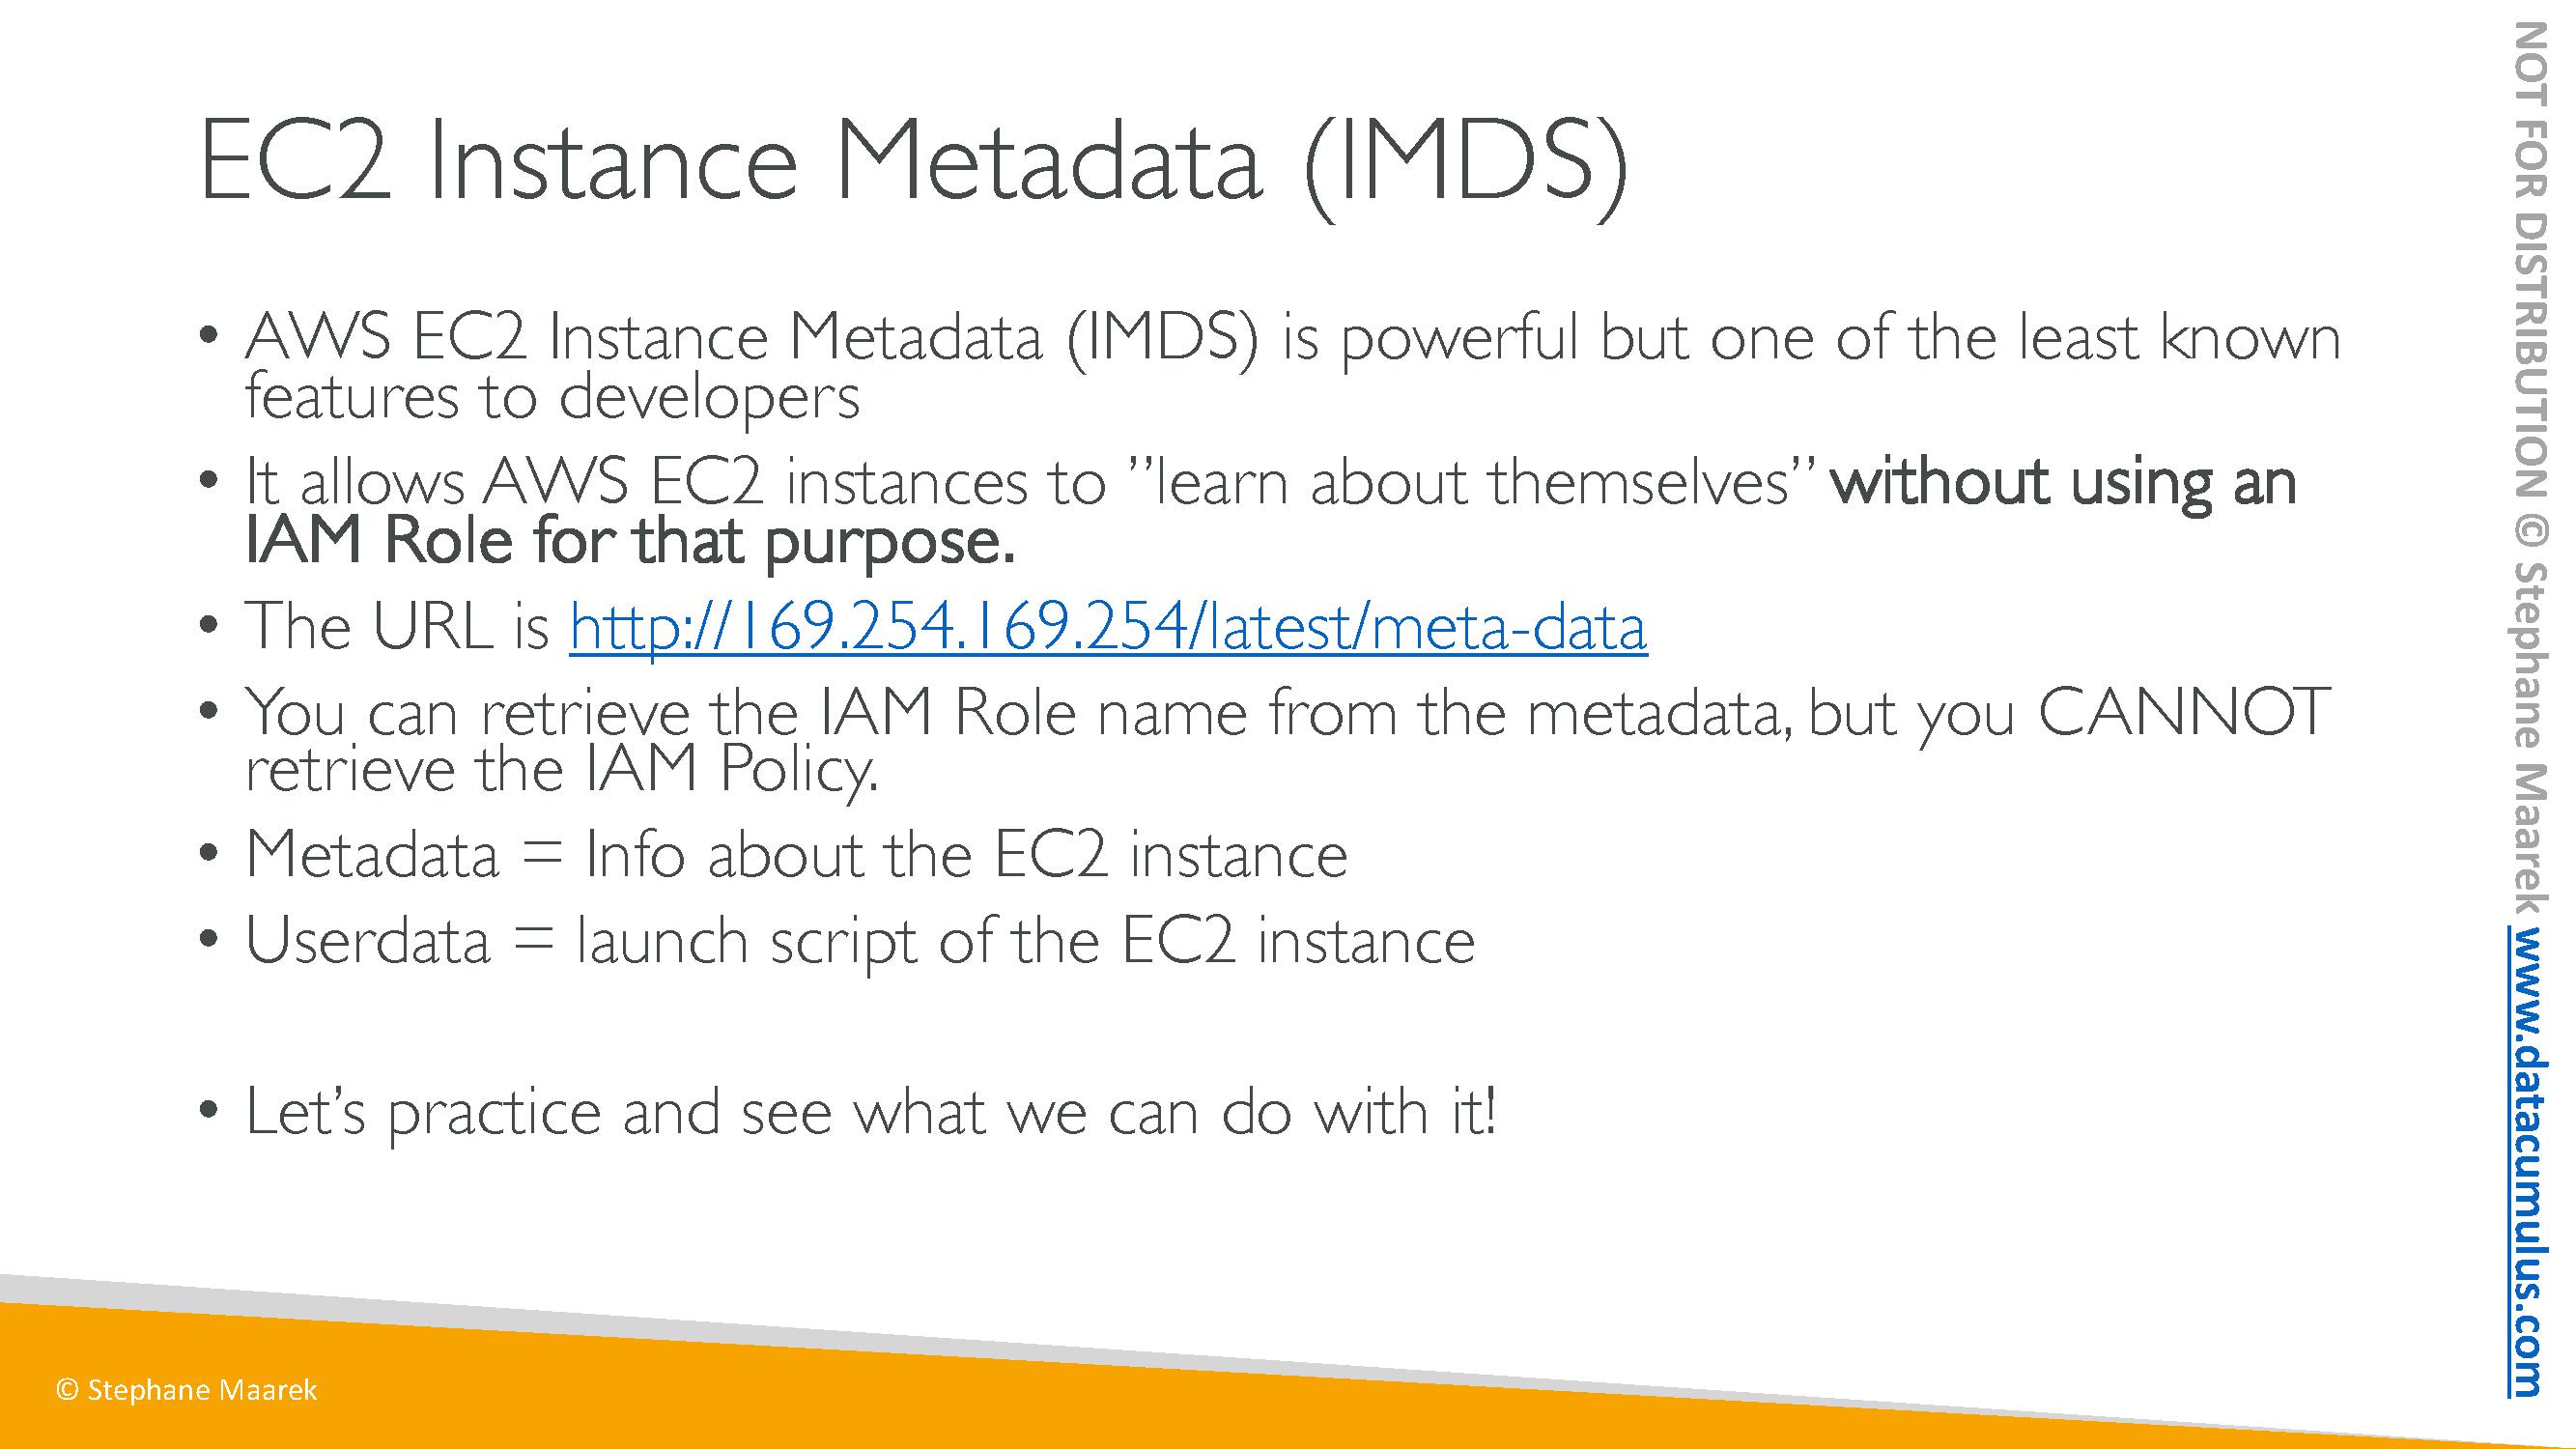 EC2 Instance Metadata (IMDS)
• AWS EC2 Instance Metadata (IMDS) is powerful but one of the least known
features to developers
• It allows AWS EC2 instances to ”learn about themselves” without using an
IAM Role for that purpose.
• The URL is http://169.254.169.254/latest/meta-data
• You can retrieve the IAM Role name from the metadata, but you CANNOT
retrieve the IAM Policy.
• Metadata = Info about the EC2 instance
• Userdata = launch script of the EC2 instance
• Let’s practice and see what we can do with it!
© Stephane Maarek
NOT FOR DISTRIBUTION © Stephane Maarek www.datacumulus.com